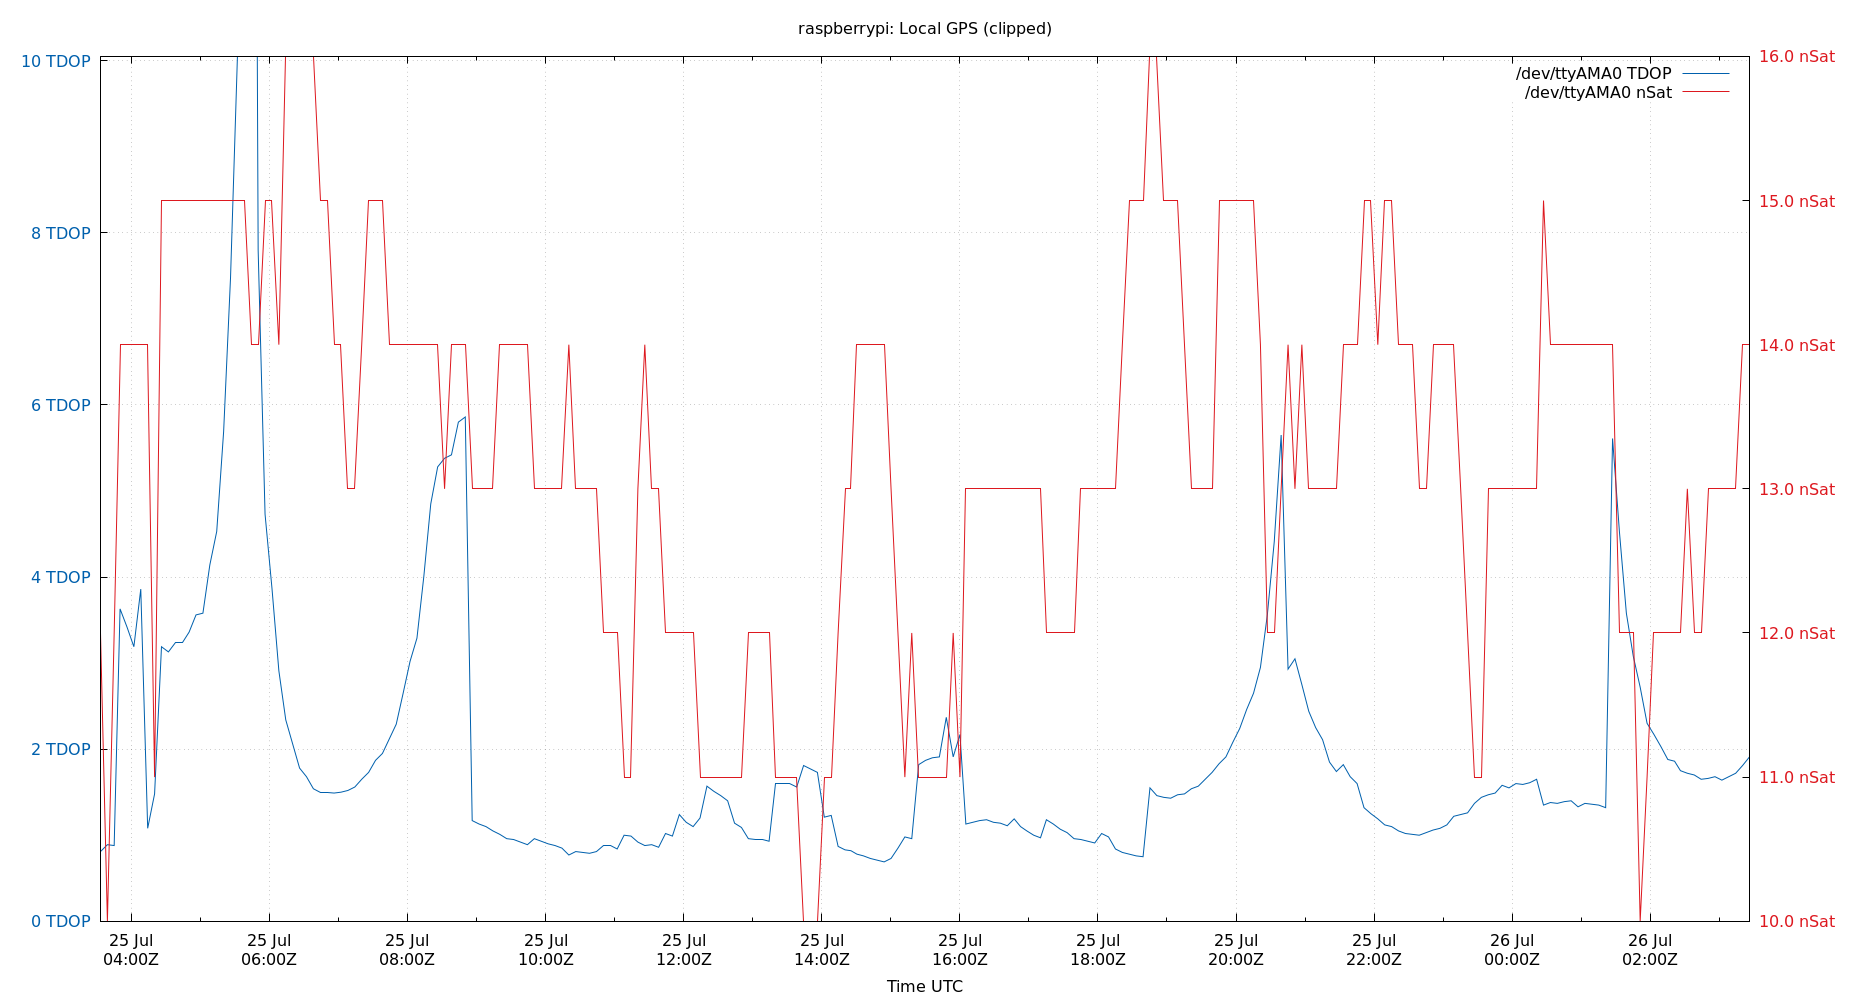 raspberrypi: Local GPS (clipped)
10 TDOP
8 TDOP
6 TDOP
4 TDOP
2 TDOP
0 TDOP
16.0 nSat
15.0 nSat
14.0 nSat
13.0 nSat
12.0 nSat
11.0 nSat
10.0 nSat
/dev/ttyAMA0 TDOP
/dev/ttyAMA0 nSat
25 Jul
04:00Z
25 Jul
06:00Z
25 Jul
08:00Z
25 Jul
10:00Z
25 Jul
12:00Z
25 Jul
14:00Z
25 Jul
16:00Z
25 Jul
18:00Z
25 Jul
20:00Z
25 Jul
22:00Z
26 Jul
00:00Z
26 Jul
02:00Z
Time UTC